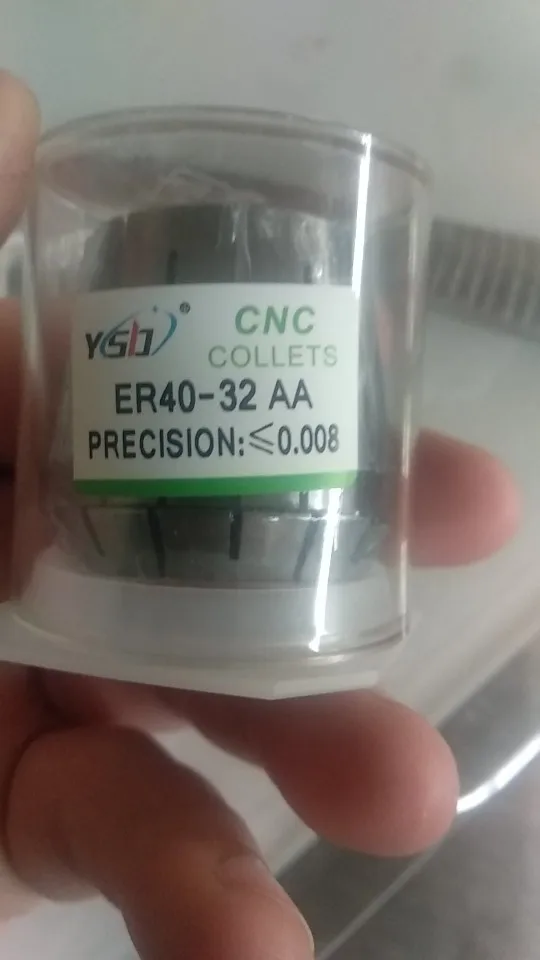 YSD ®
CNC
COLLETS
ER40-32 AA
PRECISION:≤0.008